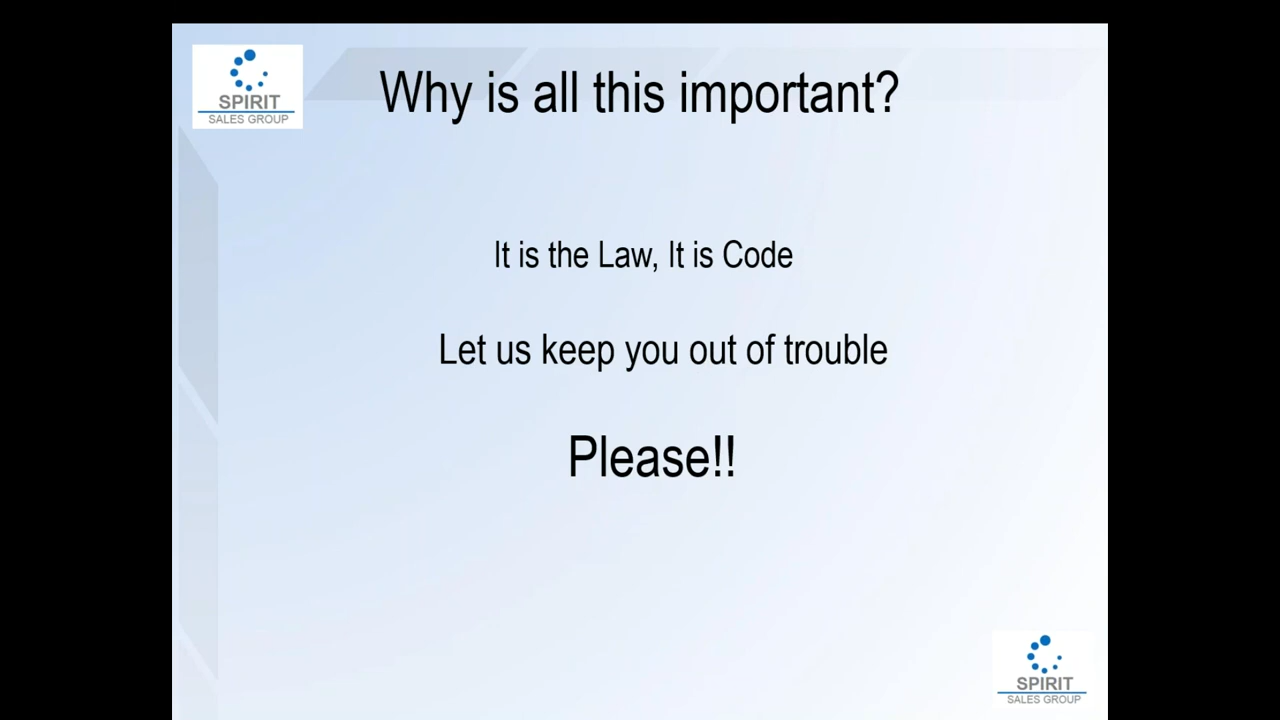 SPIRIT
SALES GROUP
Why is all this important?
It is the Law, It is Code
Let us keep you out of trouble
Please!!
SPIRIT
SALES GROUP